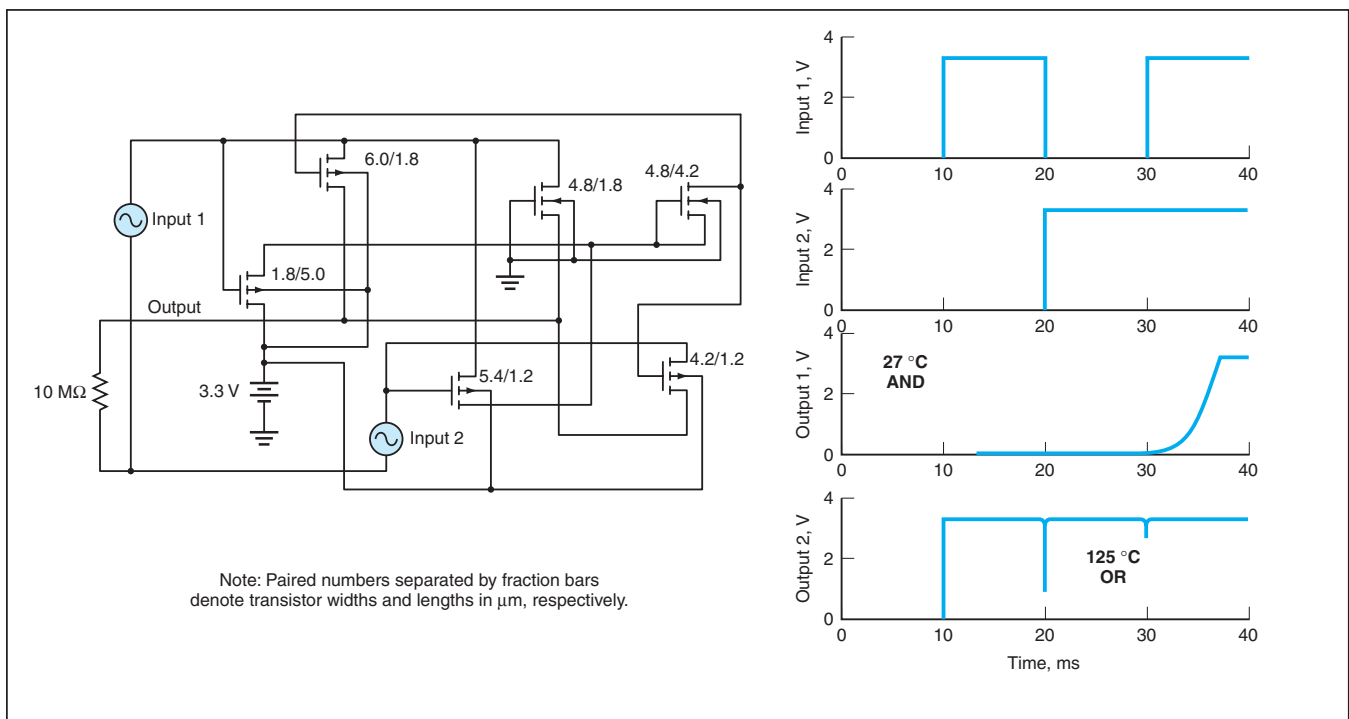 6.0/1.8
4.8/1.8
4.8/4.2
Input 1
1.8/5.0
Output
10 MΩ
3.3 V
5.4/1.2
4.2/1.2
Input 2
Note: Paired numbers separated by fraction bars
denote transistor widths and lengths in μm, respectively.
Input 1, V
4
2
0
0
10
20
30
40
Input 2, V
4
2
0
0
10
20
30
40
Output 1, V
4
2
0
27 °C
AND
0
10
20
30
40
Output 2, V
4
2
0
125 °C
OR
0
10
20
30
40
Time, ms